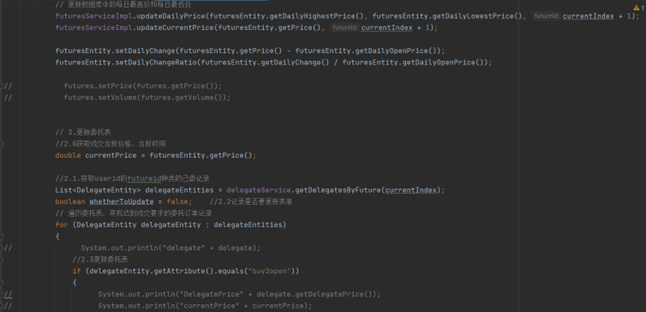 // 更新数据库中的每日最高价和每日最低价
futuresServiceImpl.updateDailyPrice(futuresEntity.getDailyHighestPrice(), futuresEntity.getDailyLowestPrice(), futureId: currentIndex + 1);
futuresServiceImpl.updateCurrentPrice(futuresEntity.getPrice(), futureId: currentIndex + 1);
futuresEntity.setDailyChange(futuresEntity.getPrice() - futuresEntity.getDailyOpenPrice());
futuresEntity.setDailyChangeRatio(futuresEntity.getDailyChange() / futuresEntity.getDailyOpenPrice());
// futures.setPrice(futures.getPrice());
// futures.setVolume(futures.getVolume());
// 2.更新委托表
//2.0获取成交当前价格、当前时间
double currentPrice = futuresEntity.getPrice();
//2.1.获取userid的futureid种类的已委记录
List<DelegateEntity> delegateEntities = delegateService.getDelegatesByFuture(currentIndex);
boolean whetherToUpdate = false; //2.2记录是否要更新表单
// 遍历委托表，寻找达到成交要求的委托订单记录
for (DelegateEntity delegateEntity : delegateEntities)
{
// System.out.println("delegate" + delegate);
//2.3更新委托表
if (delegateEntity.getAttribute().equals("buy2open"))
{
// System.out.println("DelegatePrice" + delegate.getDelegatePrice());
// System.out.println("currentPrice" + currentPrice);
1